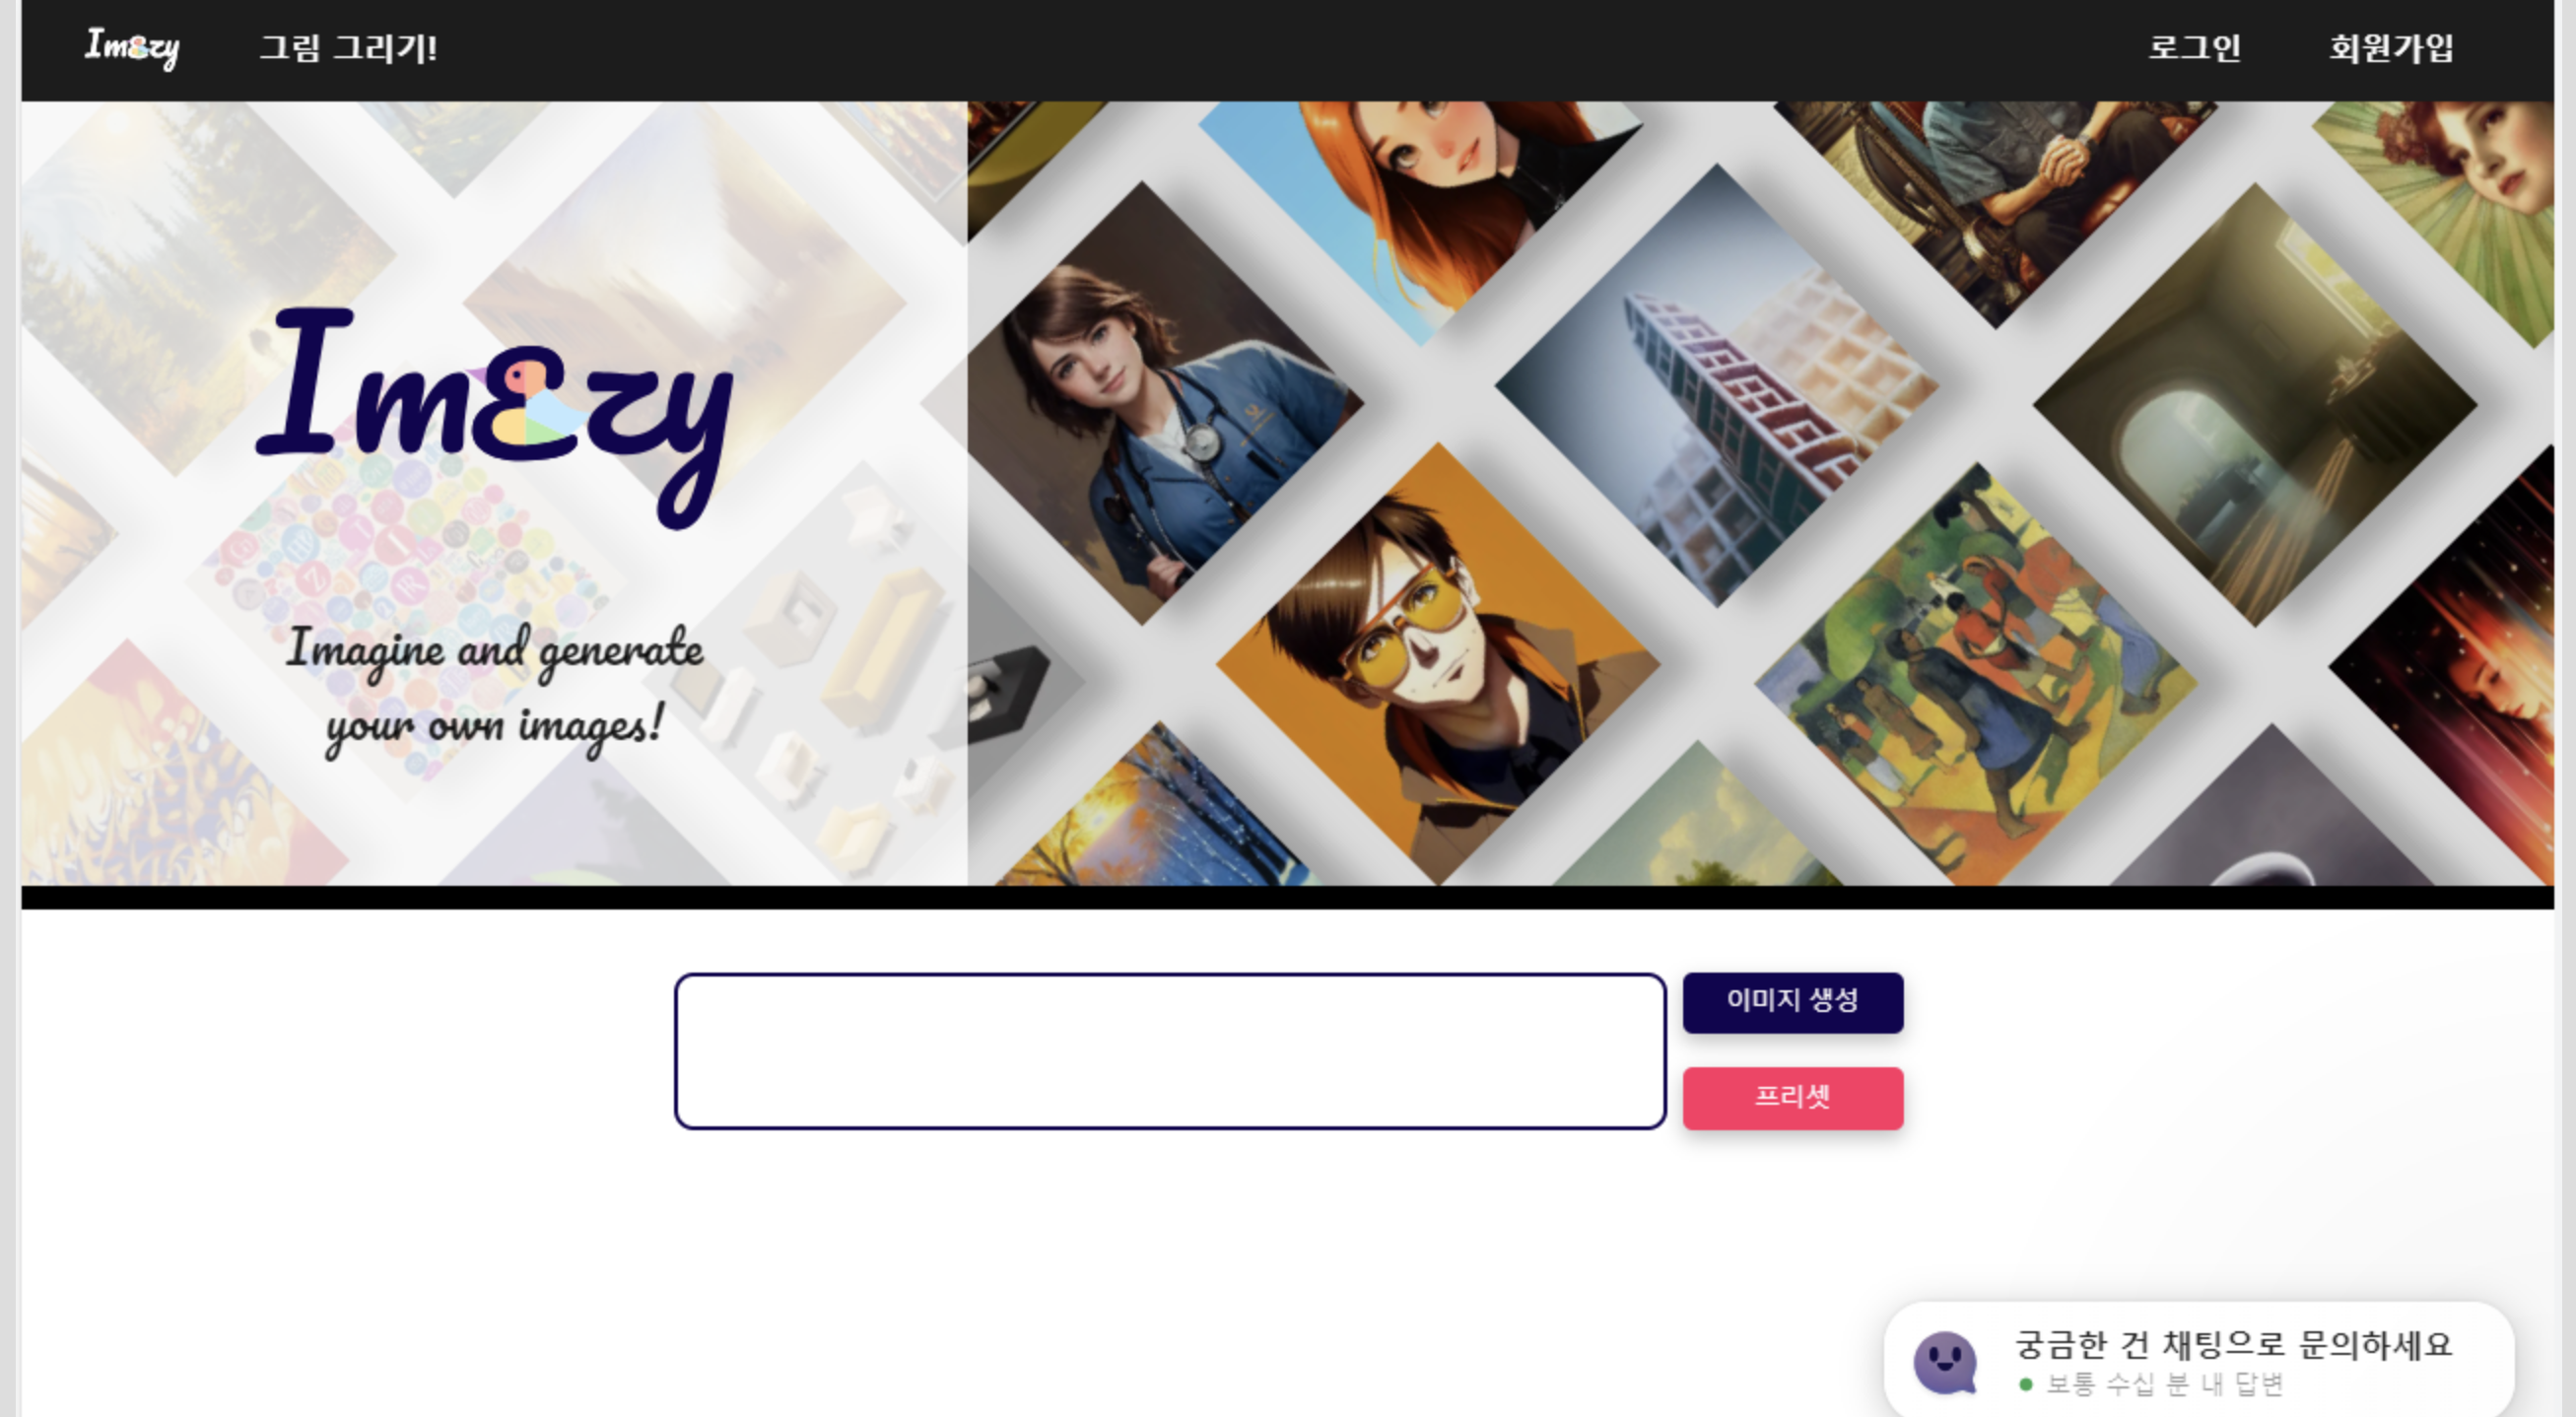 Imezy
그림 그리기!
로그인
회원가입
Imezy
Imagine and generate
your own images!
이미지 생성
프리셋
궁금한 건 채팅으로 문의하세요
보통 수십 분 내 답변